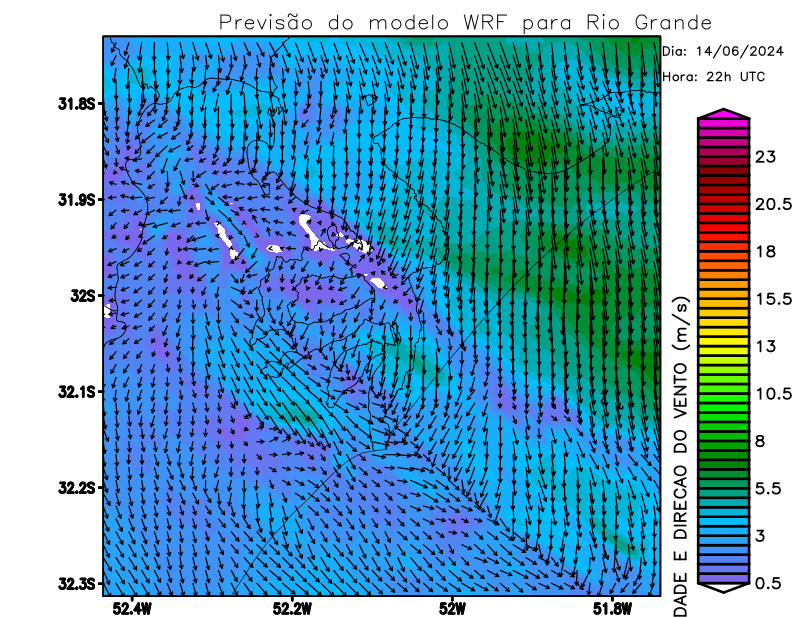 Previsão do modelo WRF para Rio Grande
Dia: 14/06/2024
Hora: 22h UTC
31.8S
31.9S
32S
32.1S
32.2S
32.3S
52.4W
52.2W
52W
51.8W
23
20.5
18
15.5
13
10.5
8
5.5
3
0.5
DADE E DIRECAO DO VENTO (m/s)